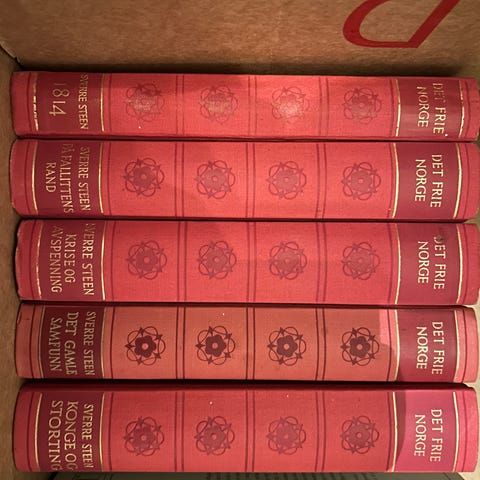 DET FRIE
NORGE
SVERRE STEEN
1814
DET FRIE
NORGE
SVERRE STEEN
PÅ FALLITTENS
RAND
DET FRIE
NORGE
SVERRE STEEN
KRISE OG
AVSPENNING
DET FRIE
NORGE
SVERRE STEEN
DET GAMLE
SAMFUNN
DET FRIE
NORGE
SVERRE STEEN
KONGE OG
STORTING